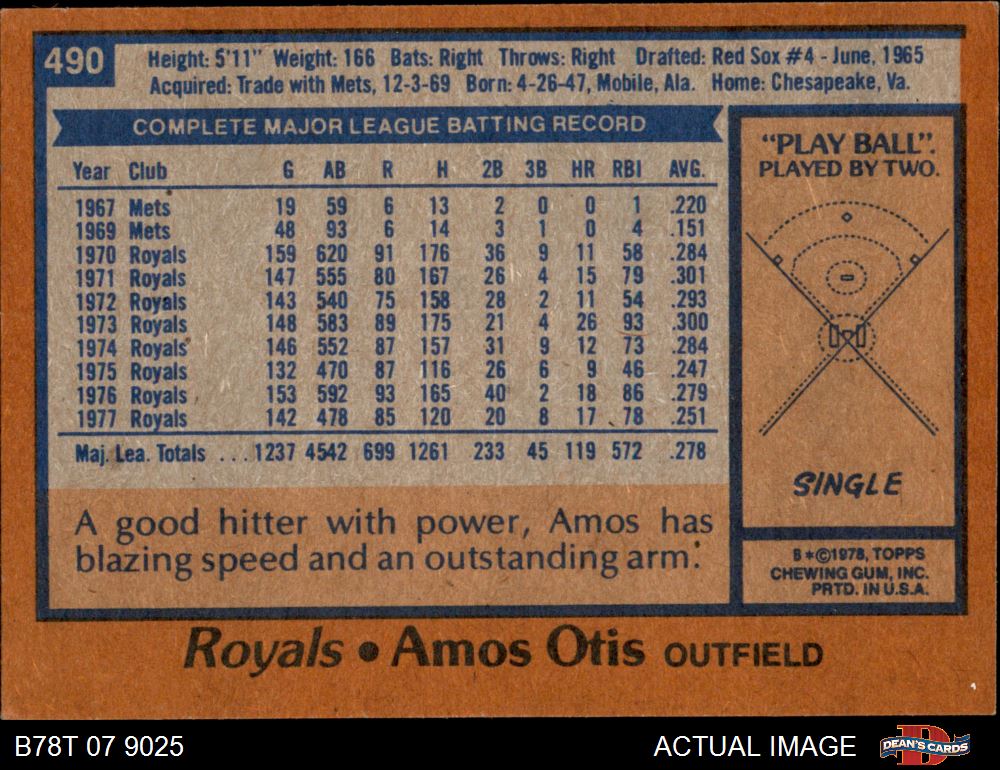 490
Height: 5'11" Weight: 166 Bats: Right Throws: Right Drafted: Red Sox #4 - June, 1965
Acquired: Trade with Mets, 12-3-69 Born: 4-26-47, Mobile, Ala. Home: Chesapeake, Va.
COMPLETE MAJOR LEAGUE BATTING RECORD
Year Club G AB R H 2B 3B HR RBI AVG.
1967 Mets 19 59 6 13 2 0 0 1 .220
1969 Mets 48 93 6 14 3 1 0 4 .151
1970 Royals 159 620 91 176 36 9 11 58 .284
1971 Royals 147 555 80 167 26 4 15 79 .301
1972 Royals 143 540 75 158 28 2 11 54 .293
1973 Royals 148 583 89 175 21 4 26 93 .300
1974 Royals 146 552 87 157 31 9 12 73 .284
1975 Royals 132 470 87 116 26 6 9 46 .247
1976 Royals 153 592 93 165 40 2 18 86 .279
1977 Royals 142 478 85 120 20 8 17 78 .251
Maj. Lea. Totals ...1237 4542 699 1261 233 45 119 572 .278
A good hitter with power, Amos has
blazing speed and an outstanding arm.
"PLAY BALL".
PLAYED BY TWO.
SINGLE
B*©1978, TOPPS
CHEWING GUM, INC.
PRTD. IN U.S.A.
Royals • Amos Otis OUTFIELD
B78T 07 9025
ACTUAL IMAGE
D
DEAN'S CARDS